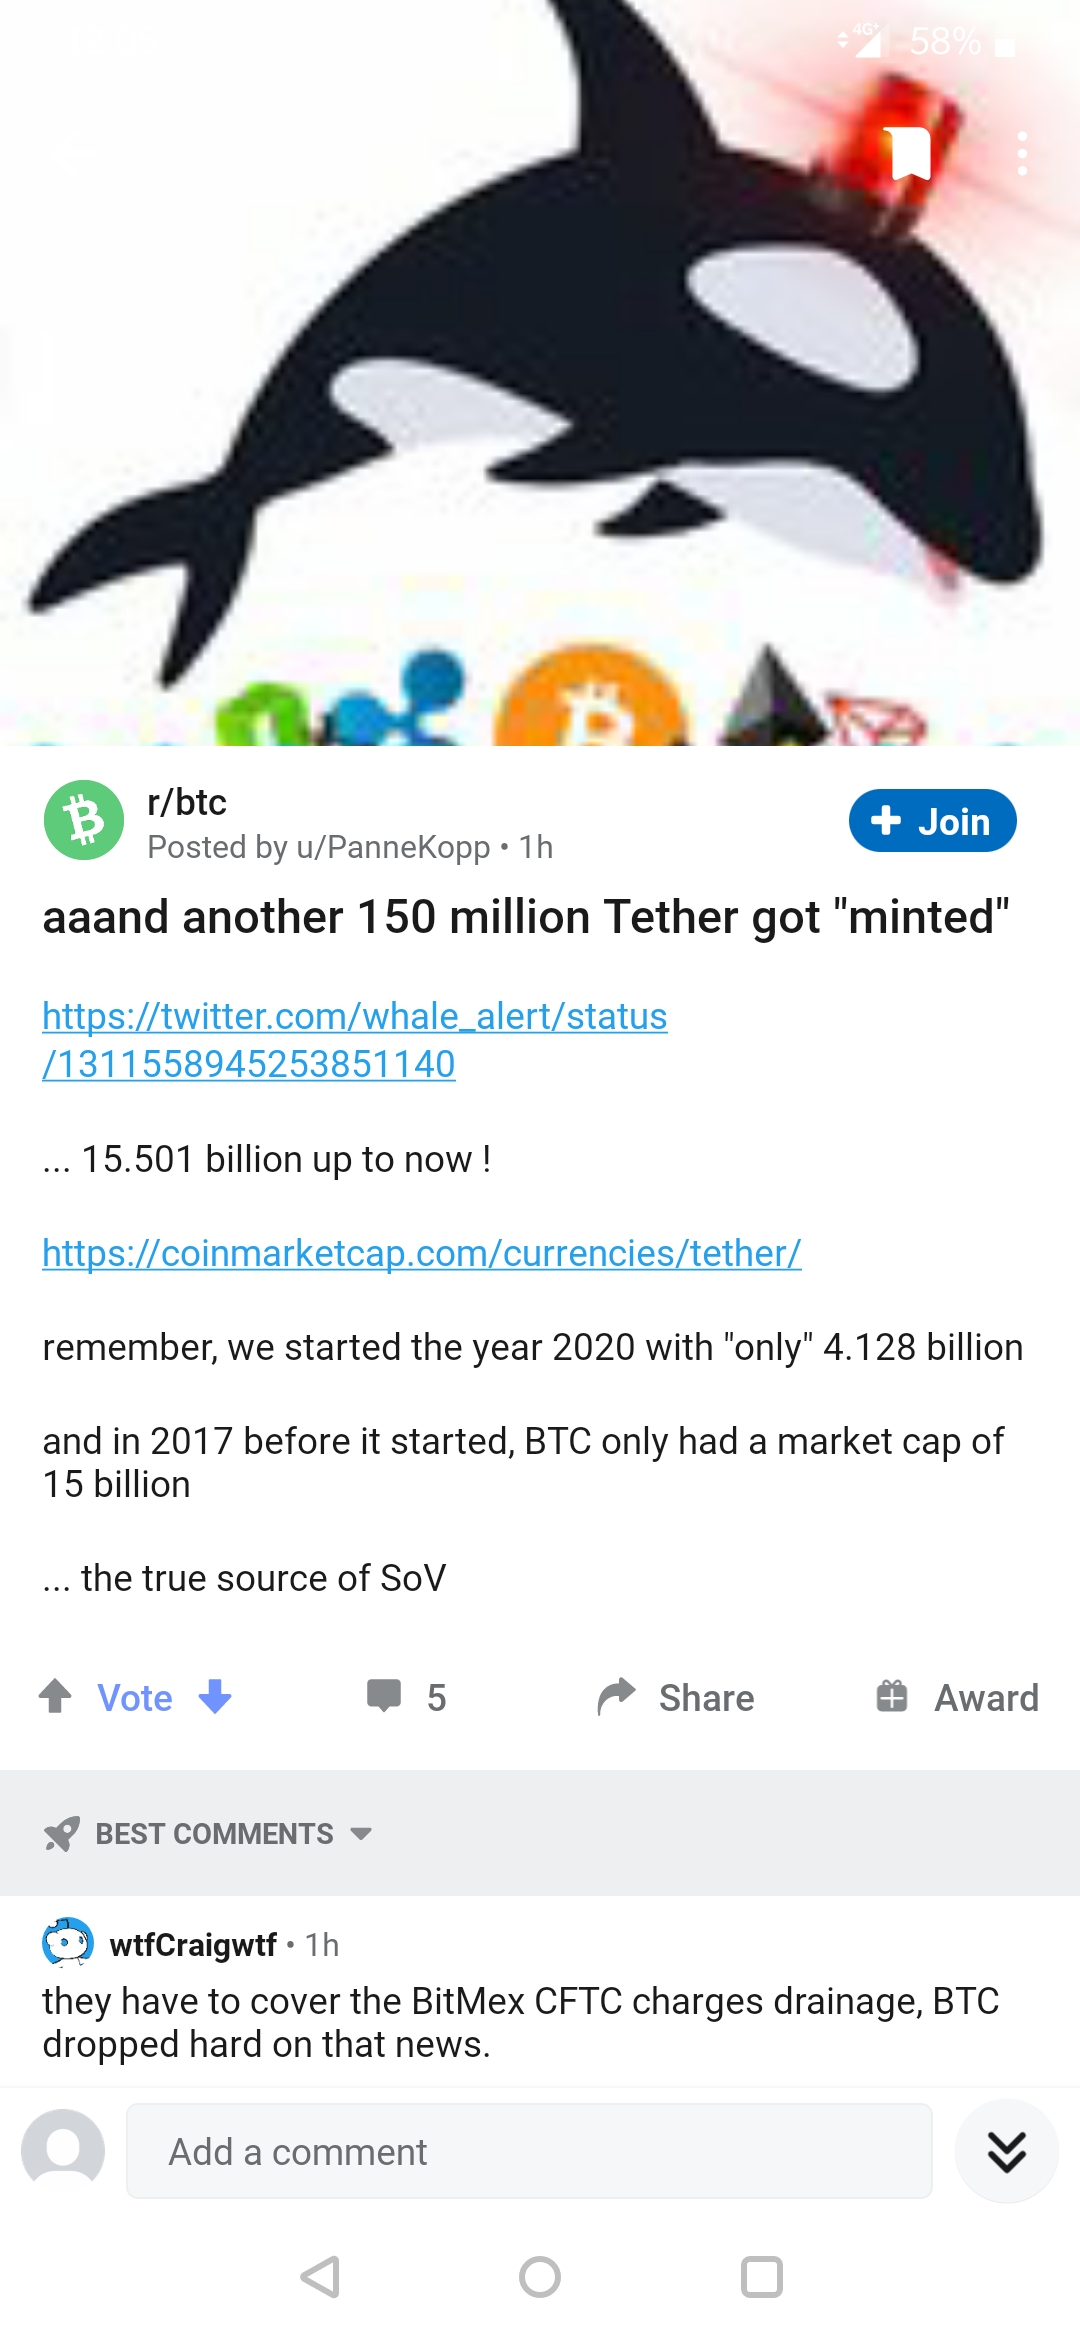 4G+ 58%
r/btc
Posted by u/PanneKopp • 1h
+ Join
aaand another 150 million Tether got "minted"
https://twitter.com/whale_alert/status
/1311558945253851140
... 15.501 billion up to now !
https://coinmarketcap.com/currencies/tether/
remember, we started the year 2020 with "only" 4.128 billion
and in 2017 before it started, BTC only had a market cap of
15 billion
... the true source of SoV
Vote 5 Share Award
BEST COMMENTS
wtfCraigwtf • 1h
they have to cover the BitMex CFTC charges drainage, BTC
dropped hard on that news.
Add a comment